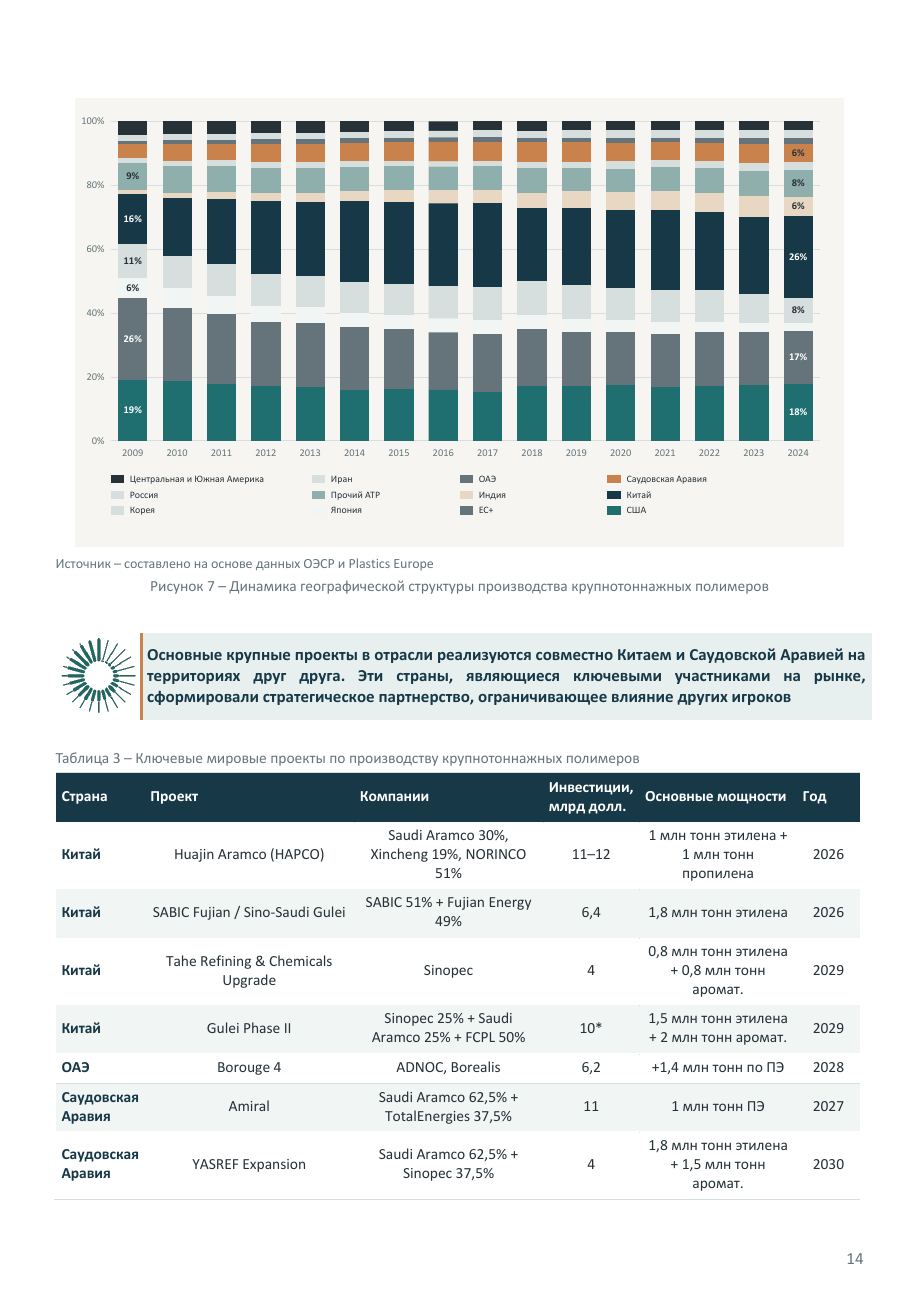 100%
80%
60%
40%
20%
0%
9%
16%
11%
6%
26%
19%
6%
8%
6%
26%
8%
17%
18%
2009 2010 2011 2012 2013 2014 2015 2016 2017 2018 2019 2020 2021 2022 2023 2024
Центральная и Южная Америка Иран ОАЭ Саудовская Аравия
Россия Прочий АТР Индия Китай
Корея Япония ЕС+ США
Источник – составлено на основе данных ОЭСР и Plastics Europe
Рисунок 7 – Динамика географической структуры производства крупнотоннажных полимеров
Основные крупные проекты в отрасли реализуются совместно Китаем и Саудовской Аравией на
территориях друг друга. Эти страны, являющиеся ключевыми участниками на рынке,
сформировали стратегическое партнерство, ограничивающее влияние других игроков
Таблица 3 – Ключевые мировые проекты по производству крупнотоннажных полимеров
Страна Проект Компании Инвестиции, млрд долл. Основные мощности Год
Китай Huajin Aramco (HAPCO) Saudi Aramco 30%, Xincheng 19%, NORINCO 51% 11–12 1 млн тонн этилена + 1 млн тонн пропилена 2026
Китай SABIC Fujian / Sino-Saudi Gulei SABIC 51% + Fujian Energy 49% 6,4 1,8 млн тонн этилена 2026
Китай Tahe Refining & Chemicals Upgrade Sinopec 4 0,8 млн тонн этилена + 0,8 млн тонн аромат. 2029
Китай Gulei Phase II Sinopec 25% + Saudi Aramco 25% + FCPL 50% 10* 1,5 млн тонн этилена + 2 млн тонн аромат. 2029
ОАЭ Borouge 4 ADNOC, Borealis 6,2 +1,4 млн тонн по ПЭ 2028
Саудовская Аравия Amiral Saudi Aramco 62,5% + TotalEnergies 37,5% 11 1 млн тонн ПЭ 2027
Саудовская Аравия YASREF Expansion Saudi Aramco 62,5% + Sinopec 37,5% 4 1,8 млн тонн этилена + 1,5 млн тонн аромат. 2030
14